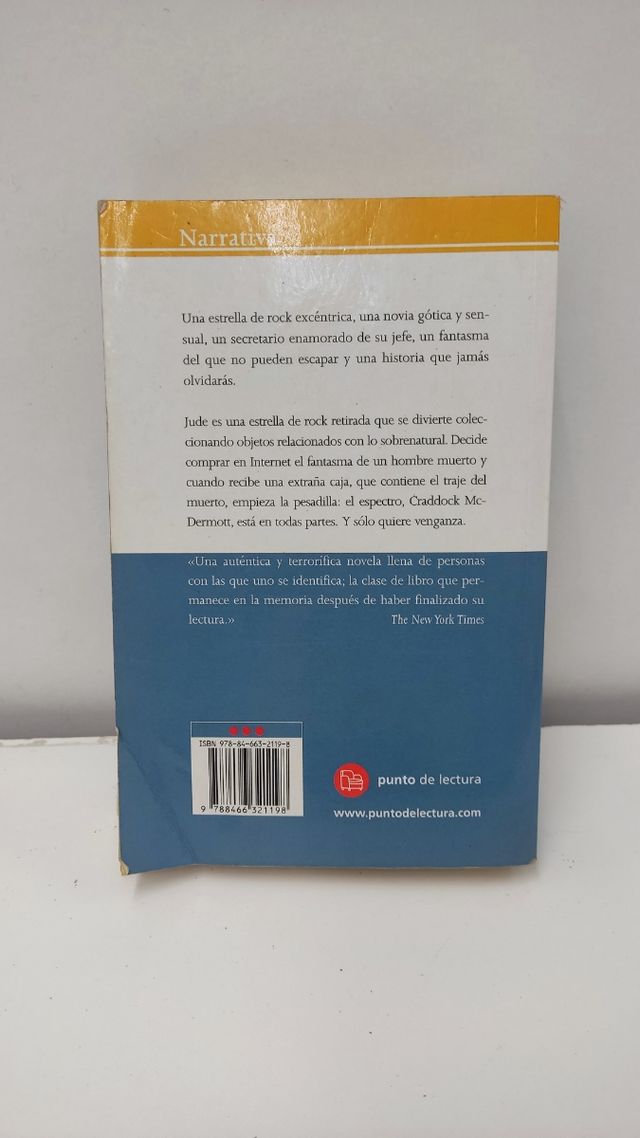 Narrativa
Una estrella de rock excéntrica, una novia gótica y sen-
sual, un secretario enamorado de su jefe, un fantasma
del que no pueden escapar y una historia que jamás
olvidarás.
Jude es una estrella de rock retirada que se divierte colec-
cionando objetos relacionados con lo sobrenatural. Decide
comprar en Internet el fantasma de un hombre muerto y
cuando recibe una extraña caja, que contiene el traje del
muerto, empieza la pesadilla: el espectro, Craddock Mc-
Dermott, está en todas partes. Y sólo quiere venganza.
«Una auténtica y terrorífica novela llena de personas
con las que uno se identifica; la clase de libro que per-
manece en la memoria después de haber finalizado su
lectura.» The New York Times
ISBN 978-84-663-2119-8
9 788466 321198
punto de lectura
www.puntodelectura.com